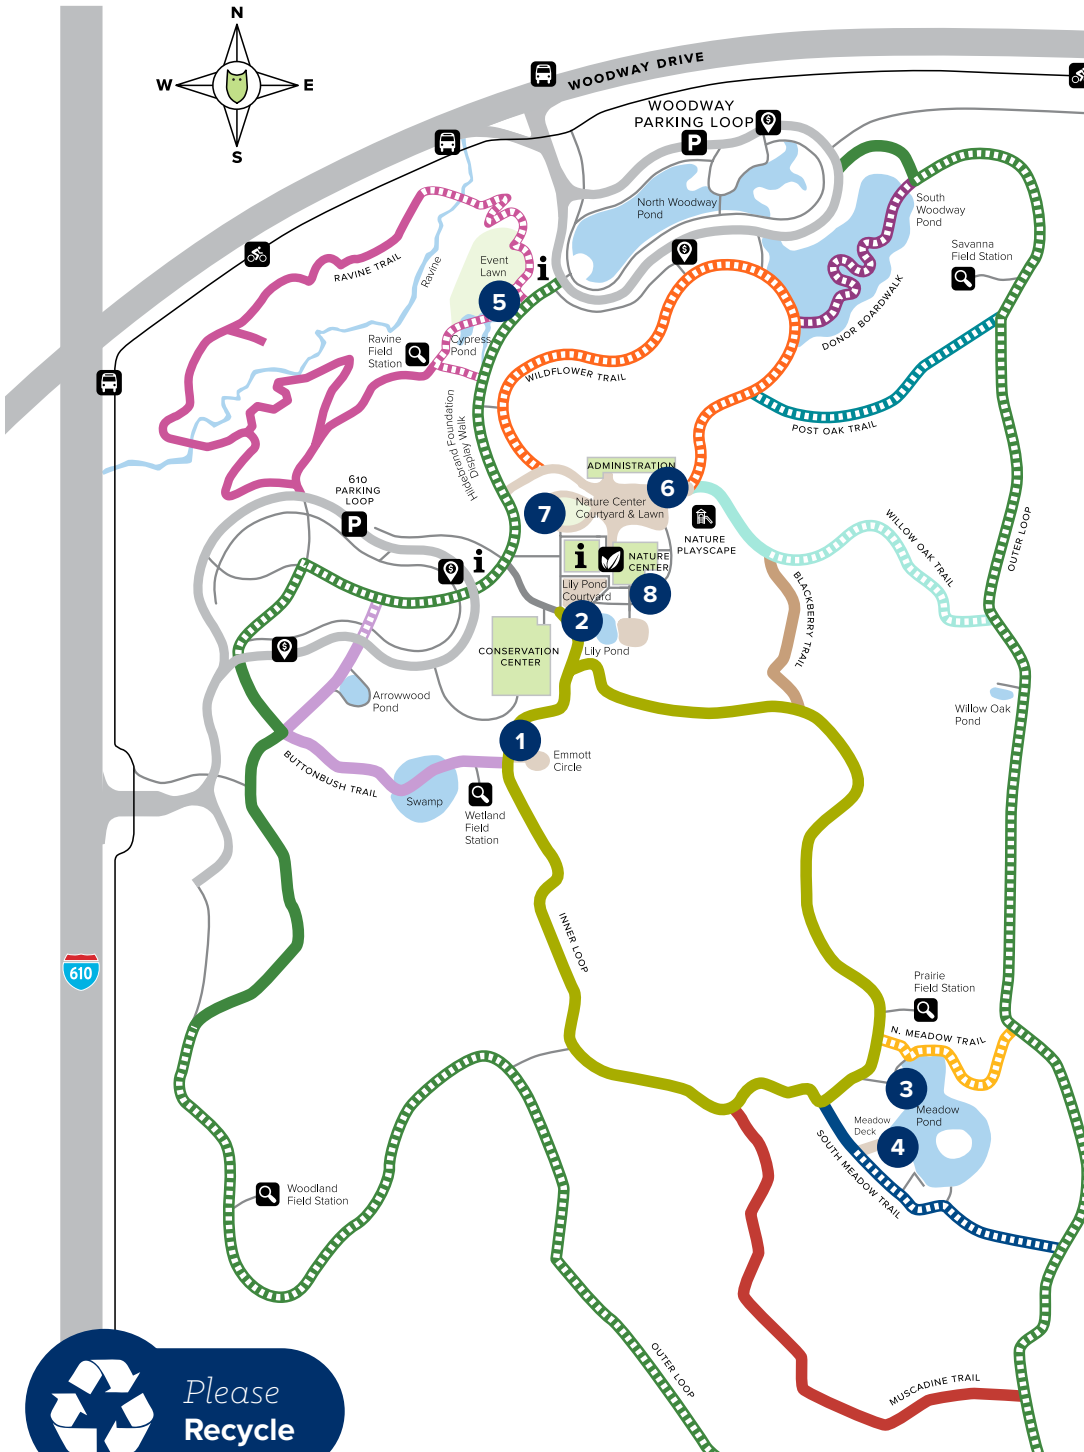 N
W
E
S
WOODWAY DRIVE
WOODWAY
PARKING LOOP
P
$
North Woodway
Pond
South
Woodway
Pond
Savanna
Field Station
Event
Lawn
i
RAVINE TRAIL
Ravine
$
5
DONOR BOARDWALK
Ravine
Field
Station
Cypress
Pond
WILDFLOWER TRAIL
POST OAK TRAIL
Hildebrand Foundation
Display Walk
ADMINISTRATION
6
610
PARKING
LOOP
P
7
Nature Center
Courtyard & Lawn
NATURE
PLAYSCAPE
WILLOW OAK TRAIL
OUTER LOOP
i
$
i
NATURE
CENTER
Lily Pond
Courtyard
8
BLACKBERRY TRAIL
2
Lily Pond
CONSERVATION
CENTER
$
Arrowwood
Pond
Willow Oak
Pond
1
Emmott
Circle
BUTTONBUSH TRAIL
Swamp
Wetland
Field
Station
INNER LOOP
610
Prairie
Field Station
N. MEADOW TRAIL
3
Meadow
Pond
Meadow
Deck
4
SOUTH MEADOW TRAIL
Woodland
Field Station
OUTER LOOP
MUSCADINE TRAIL
Please
Recycle